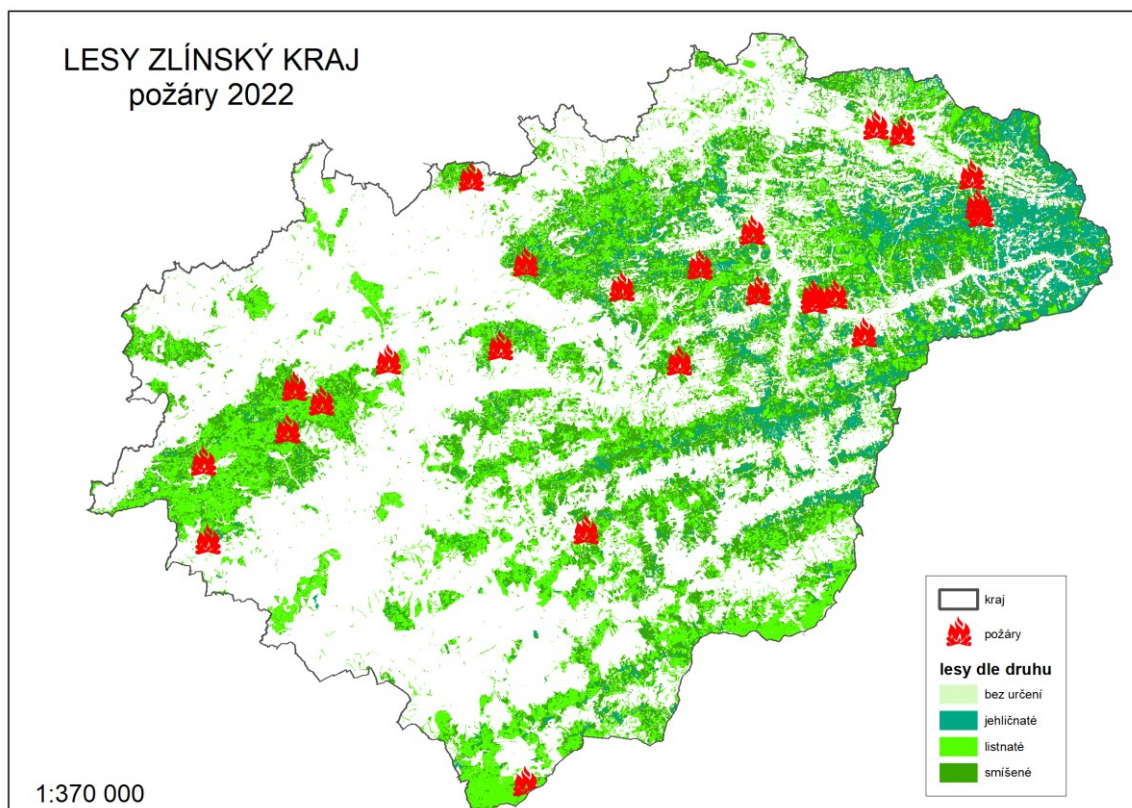 LESY ZLÍNSKÝ KRAJ
požáry 2022
kraj
požáry
lesy dle druhu
bez určení
jehličnaté
listnaté
smíšené
1:370 000